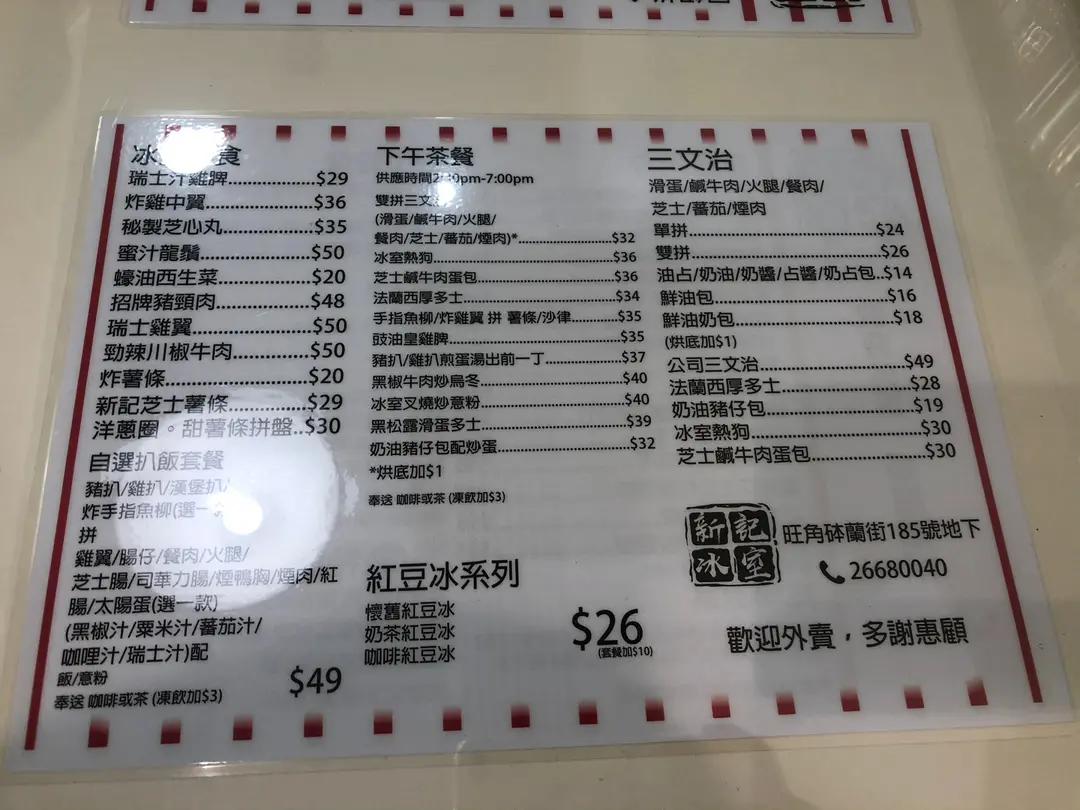 冰 食
瑞士汁雞脾..................$29
炸雞中翼.....................$36
秘製芝心丸..................$35
蜜汁龍鬚.....................$50
蠔油西生菜..................$20
招牌豬頸肉..................$48
瑞士雞翼.....................$50
勁辣川椒牛肉...............$50
炸薯條........................$20
新記芝士薯條...............$29
洋蔥圈。甜薯條拼盤..$30
自選扒飯套餐
豬扒/雞扒/漢堡扒/
炸手指魚柳(選一
拼
雞翼/腸仔/餐肉/火腿/
芝士腸/司華力腸/煙鴨胸/煙肉/紅
腸/太陽蛋(選一款)
(黑椒汁/粟米汁/蕃茄汁/
咖哩汁/瑞士汁)配
飯/意粉 $49
奉送 咖啡或茶 (凍飲加$3)
下午茶餐
供應時間2: 0pm-7:00pm
雙拼三文
(滑蛋/鹹牛肉/火腿/
餐肉/芝士/蕃茄/煙肉)*.....................$32
冰室熱狗.....................................$36
芝士鹹牛肉蛋包...........................$36
法蘭西厚多士..............................$34
手指魚柳/炸雞翼 拼 薯條/沙律..........$35
豉油皇雞脾.................................$35
豬扒/雞扒煎蛋湯出前一丁...............$37
黑椒牛肉炒烏冬...........................$40
冰室叉燒炒意粉...........................$40
黑松露滑蛋多士...........................$39
奶油豬仔包配炒蛋........................$32
*烘底加$1
奉送 咖啡或茶 (凍飲加$3)
紅豆冰系列
懷舊紅豆冰
奶茶紅豆冰
咖啡紅豆冰
$26
(套餐加$10)
三文治
滑蛋/鹹牛肉/火腿/餐肉/
芝士/蕃茄/煙肉
單拼..............................$24
雙拼..............................$26
油占/奶油/奶醬/占醬/奶占包..$14
鮮油包...........................$16
鮮油奶包........................$18
(烘底加$1)
公司三文治.....................$49
法蘭西厚多士..................$28
奶油豬仔包.....................$19
冰室熱狗........................$30
芝士鹹牛肉蛋包...............$30
新記冰室
旺角砵蘭街185號地下
26680040
歡迎外賣，多謝惠顧